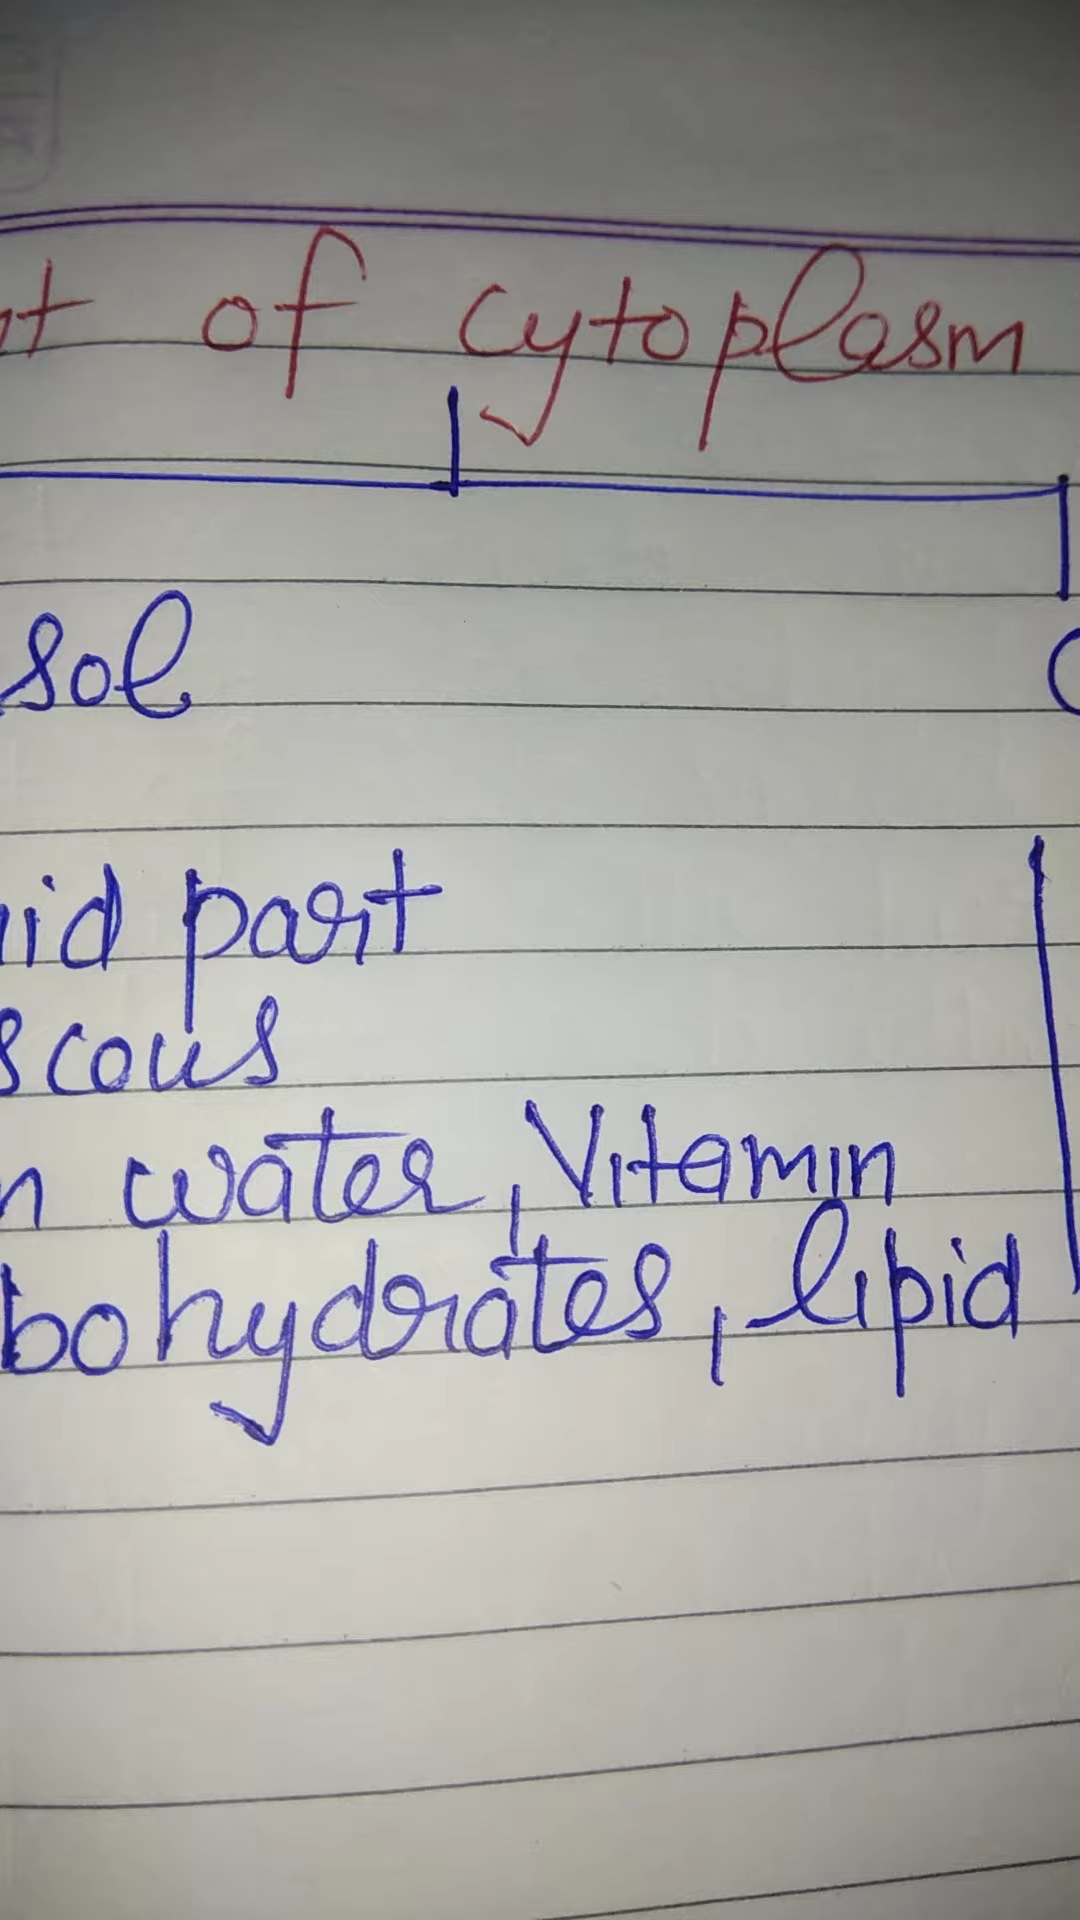 t of cytoplasm
sol
id part
scous
n water, Vitamin
bohydrates, lipid